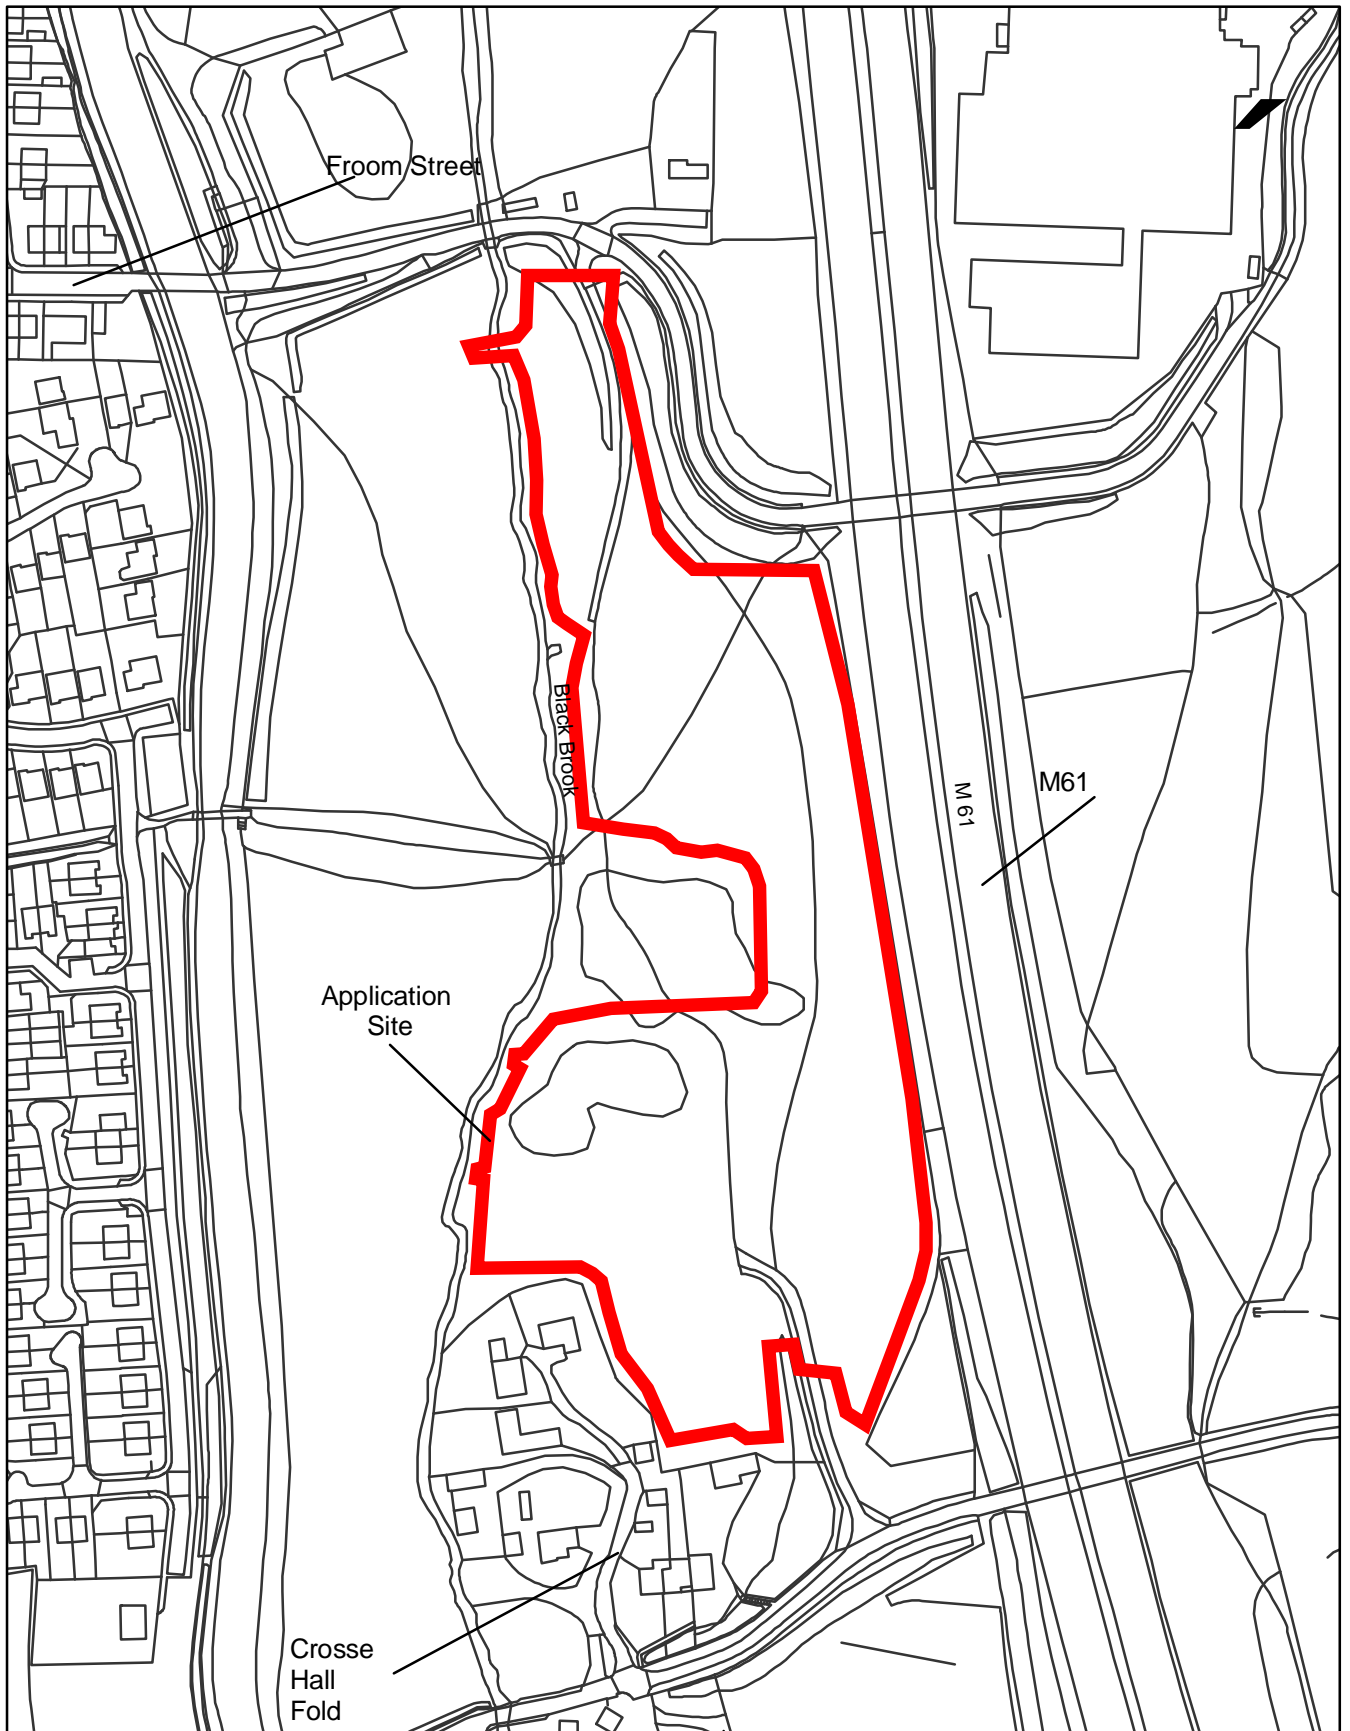 Froom Street
Black Brook
M61
M 61
Application
Site
Crosse
Hall
Fold